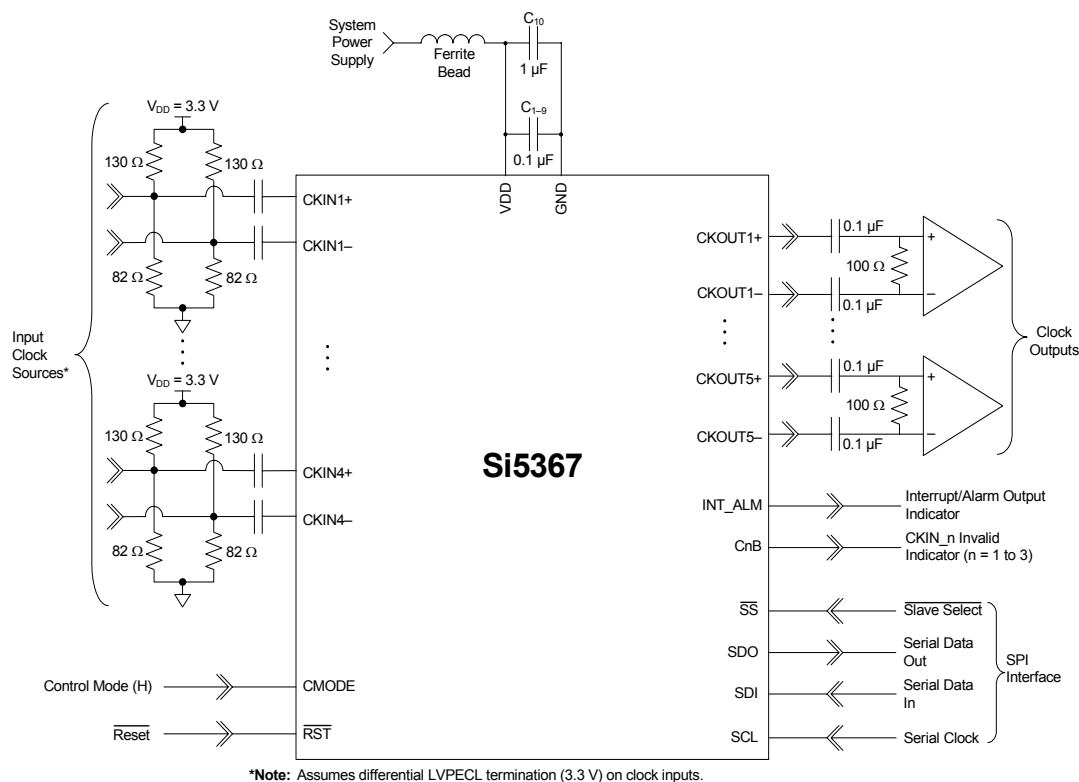 System
Power
Supply
Ferrite
Bead
C10
1 µF
C1–9
0.1 µF
VDD = 3.3 V
130 Ω
130 Ω
82 Ω
82 Ω
CKIN1+
CKIN1–
VDD
GND
CKOUT1+
0.1 µF
100 Ω
+
–
CKOUT1–
0.1 µF
Input
Clock
Sources*
VDD = 3.3 V
130 Ω
130 Ω
82 Ω
82 Ω
CKIN4+
CKIN4–
Si5367
CKOUT5+
0.1 µF
100 Ω
+
–
CKOUT5–
0.1 µF
Clock
Outputs
INT_ALM
Interrupt/Alarm Output
Indicator
CnB
CKIN_n Invalid
Indicator (n = 1 to 3)
SS
Slave Select
SDO
Serial Data
Out
SDI
Serial Data
In
SCL
Serial Clock
SPI
Interface
Control Mode (H)
CMODE
Reset
RST
*Note: Assumes differential LVPECL termination (3.3 V) on clock inputs.